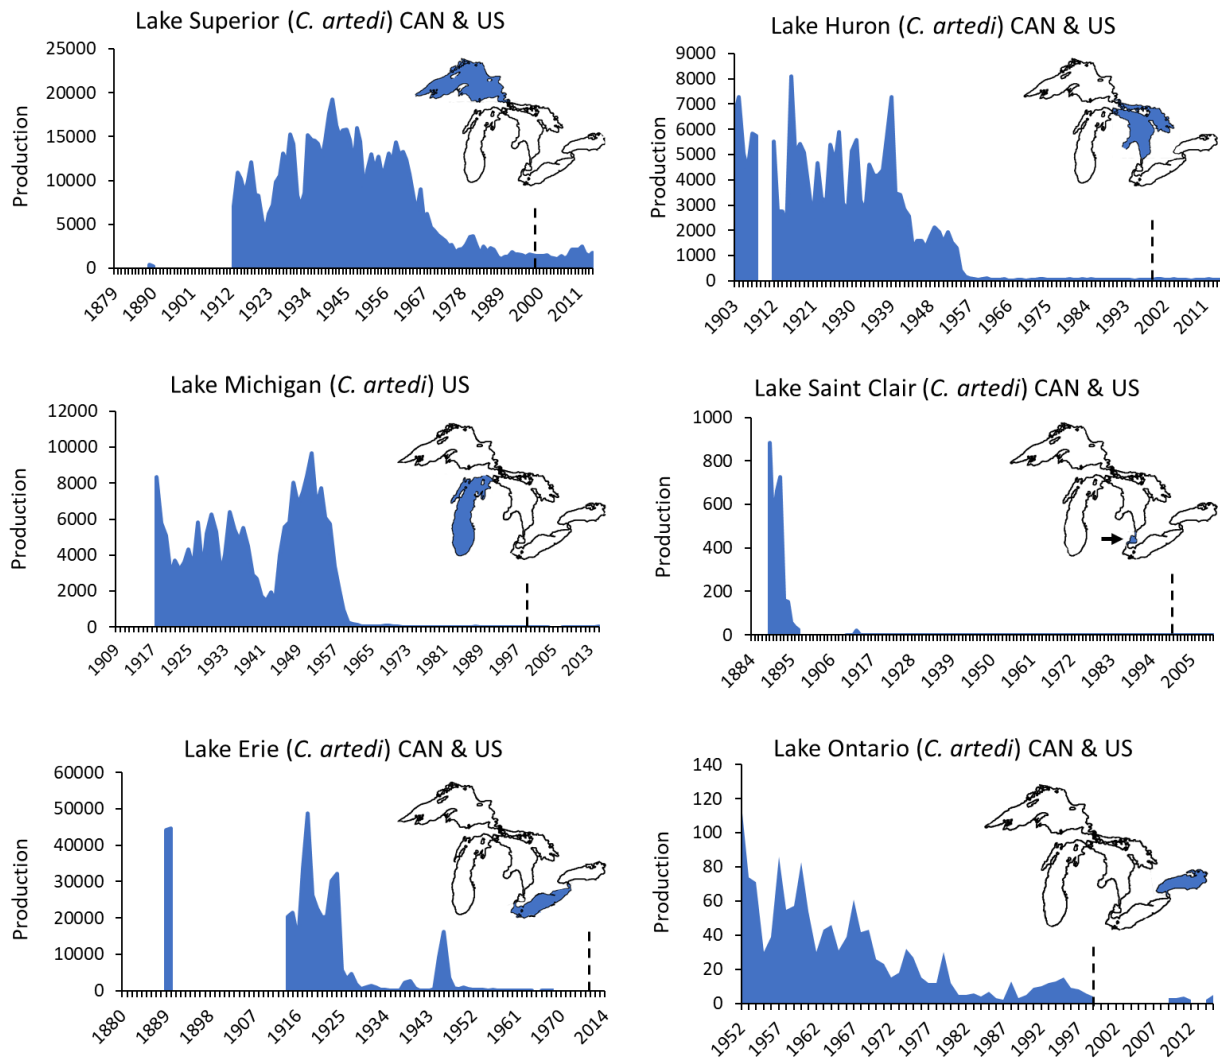 Lake Superior (C. artedi) CAN & US
Production
25000
20000
15000
10000
5000
0
1879 1890 1901 1912 1923 1934 1945 1956 1967 1978 1989 2000 2011
Lake Huron (C. artedi) CAN & US
Production
9000
8000
7000
6000
5000
4000
3000
2000
1000
0
1903 1912 1921 1930 1939 1948 1957 1966 1975 1984 1993 2002 2011
Lake Michigan (C. artedi) US
Production
12000
10000
8000
6000
4000
2000
0
1909 1917 1925 1933 1941 1949 1957 1965 1973 1981 1989 1997 2005 2013
Lake Saint Clair (C. artedi) CAN & US
Production
1000
800
600
400
200
0
1884 1895 1906 1917 1928 1939 1950 1961 1972 1983 1994 2005
Lake Erie (C. artedi) CAN & US
Production
60000
50000
40000
30000
20000
10000
0
1880 1889 1898 1907 1916 1925 1934 1943 1952 1961 1970 2014
Lake Ontario (C. artedi) CAN & US
Production
140
120
100
80
60
40
20
0
1952 1957 1962 1967 1972 1977 1982 1987 1992 1997 2002 2007 2012